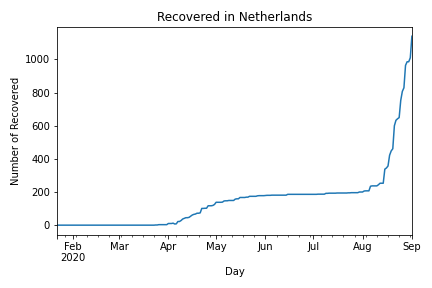 Recovered in Netherlands
Number of Recovered
1000
800
600
400
200
0
Feb Mar Apr May Jun Jul Aug Sep
2020
Day